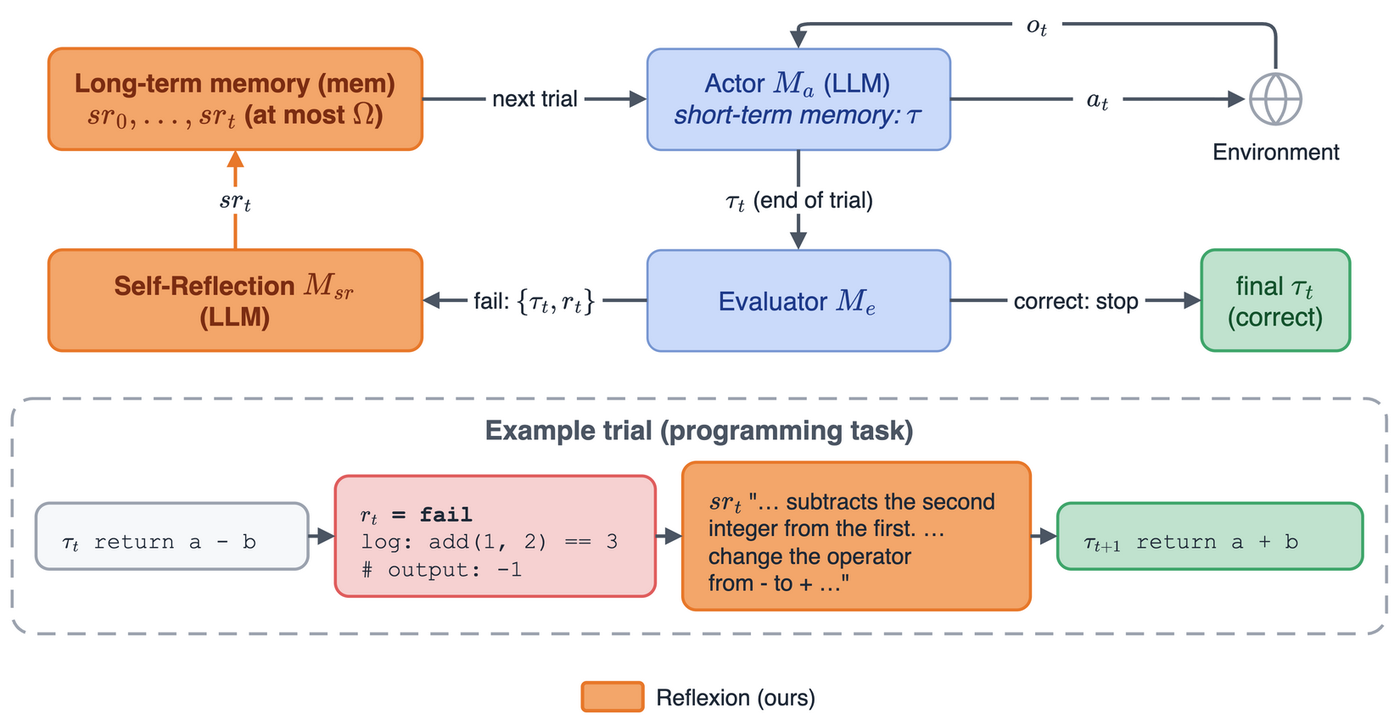 oₜ
Long-term memory (mem)
sr₀, . . . , srₜ (at most Ω)
next trial
Actor Mₐ (LLM)
short-term memory: τ
aₜ
Environment
srₜ
τₜ (end of trial)
Self-Reflection Mₛᵣ
(LLM)
fail: {τₜ, rₜ}
Evaluator Mₑ
correct: stop
final τₜ
(correct)
Example trial (programming task)
τₜ return a - b
rₜ = fail
log: add(1, 2) == 3
# output: -1
srₜ "... subtracts the second
integer from the first. ...
change the operator
from - to + ..."
τₜ₊₁ return a + b
Reflexion (ours)